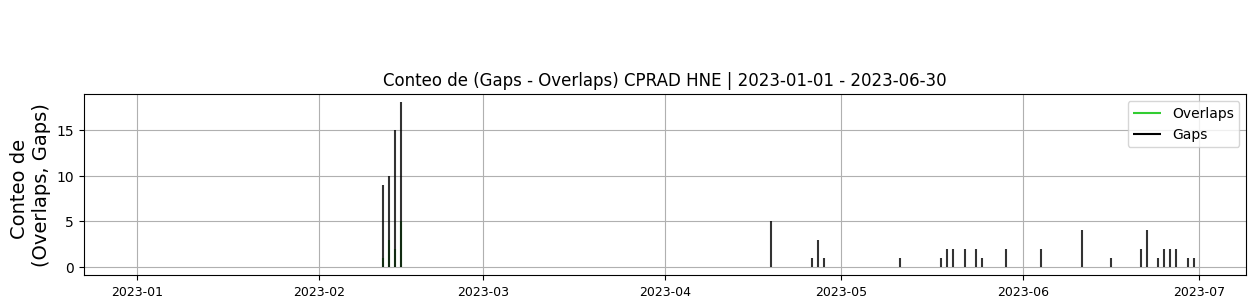 Conteo de (Gaps - Overlaps) CPRAD HNE | 2023-01-01 - 2023-06-30
Conteo de
(Overlaps, Gaps)
15
10
5
0
Overlaps
Gaps
2023-01
2023-02
2023-03
2023-04
2023-05
2023-06
2023-07